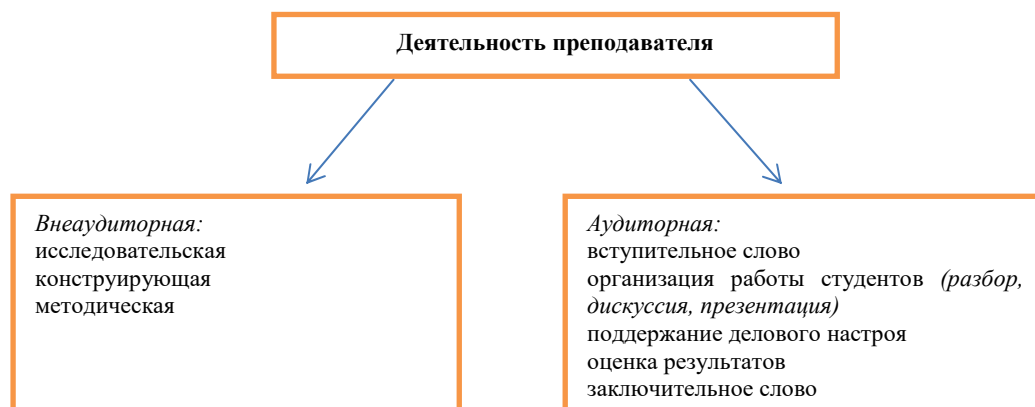 Деятельность преподавателя
Внеаудиторная:
исследовательская
конструирующая
методическая
Аудиторная:
вступительное слово
организация работы студентов (разбор,
дискуссия, презентация)
поддержание делового настроя
оценка результатов
заключительное слово